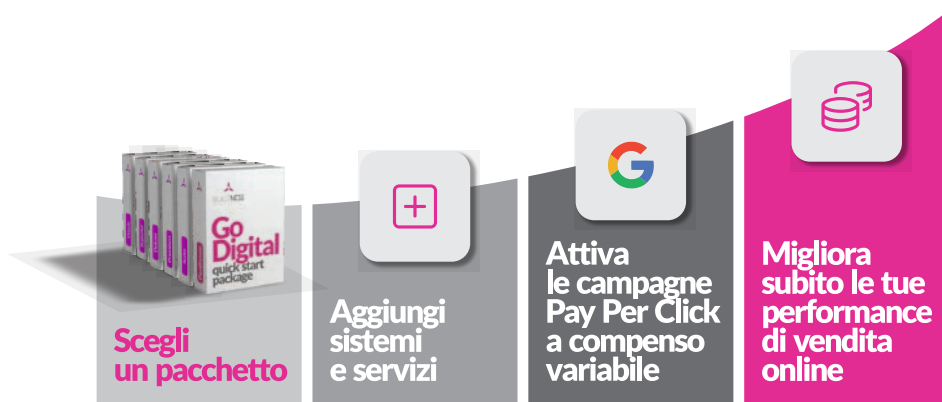 Go
Digital
quick start
package
Scegli
un pacchetto
Aggiungi
sistemi
e servizi
Attiva
le campagne
Pay Per Click
a compenso
variabile
Migliora
subito le tue
performance
di vendita
online